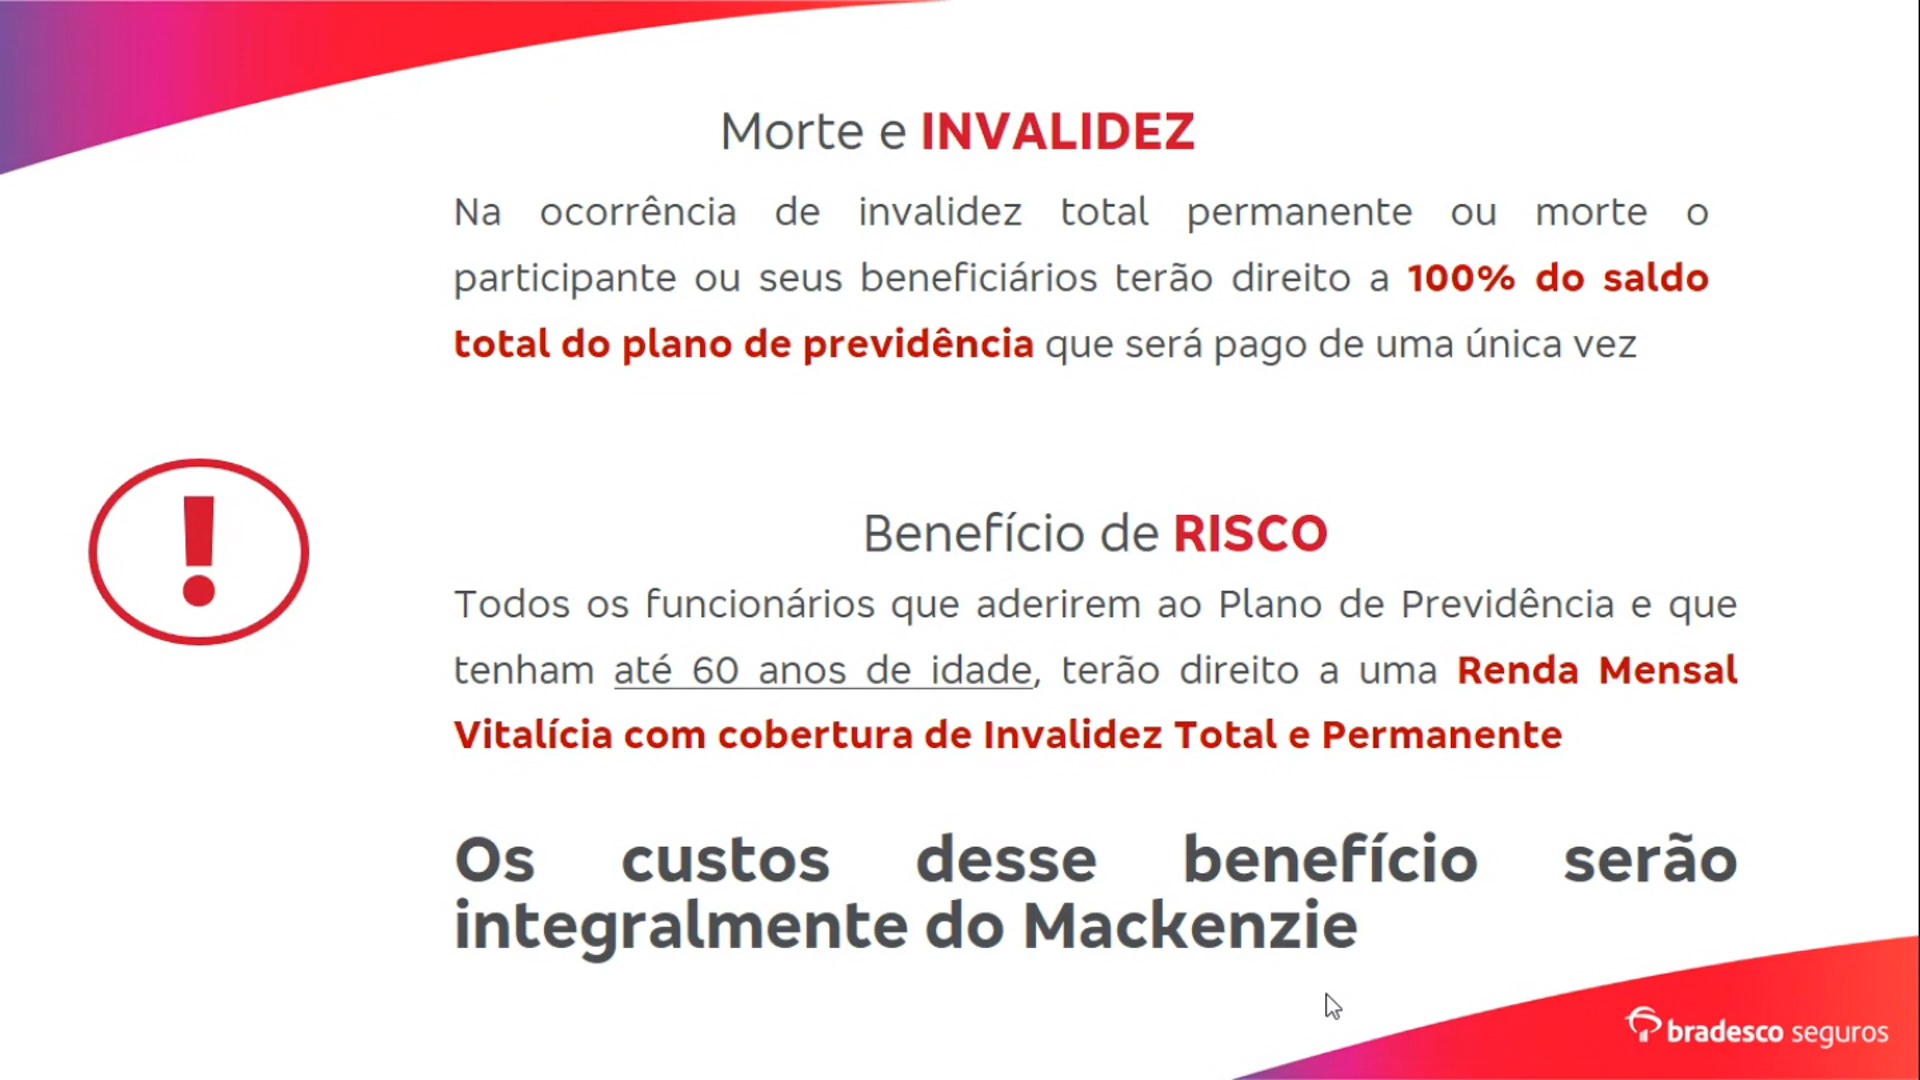 Morte e INVALIDEZ
Na ocorrência de invalidez total permanente ou morte o
participante ou seus beneficiários terão direito a 100% do saldo
total do plano de previdência que será pago de uma única vez
!
Benefício de RISCO
Todos os funcionários que aderirem ao Plano de Previdência e que
tenham até 60 anos de idade, terão direito a uma Renda Mensal
Vitalícia com cobertura de Invalidez Total e Permanente
Os custos desse benefício serão
integralmente do Mackenzie
bradesco seguros